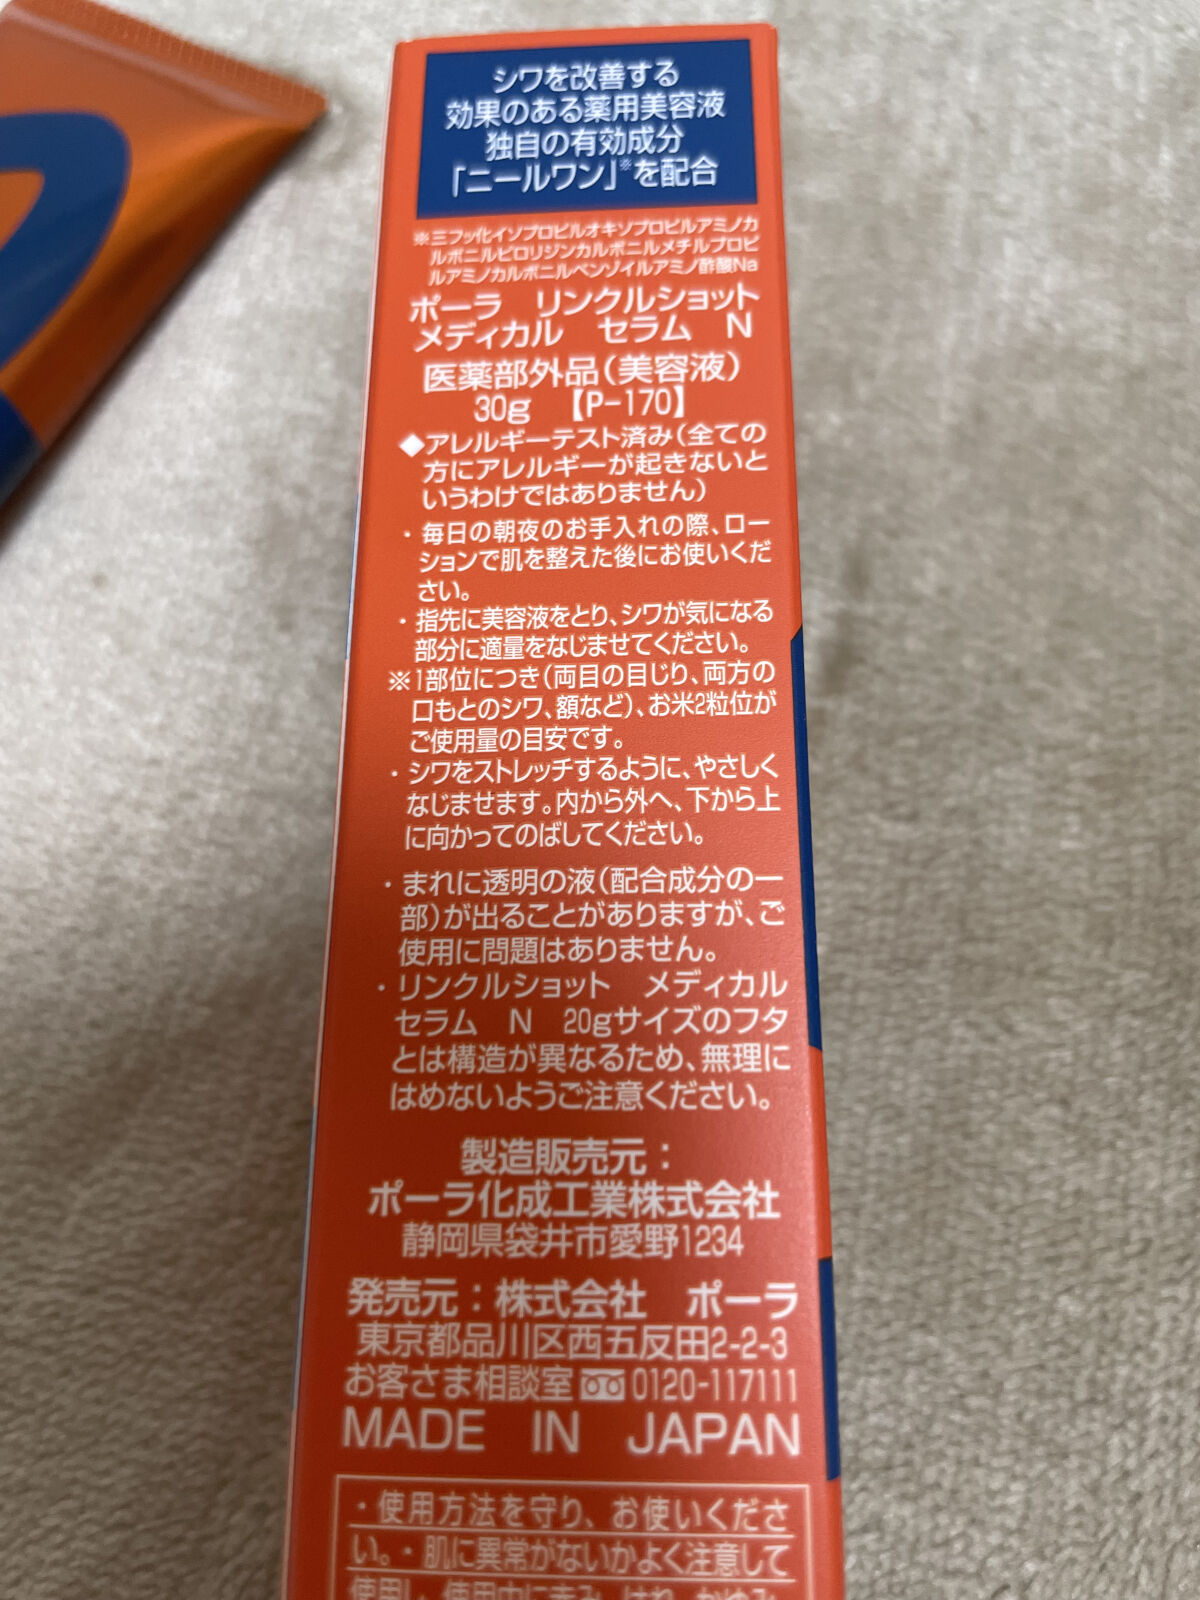 シワを改善する
効果のある薬用美容液
独自の有効成分
「ニールワン」※を配合
※三フッ化イソプロピルオキソプロピルアミノカ
ルボニルピロリジンカルボニルメチルプロピ
ルアミノカルボニルベンゾイルアミノ酢酸Na
ポーラ リンクルショット
メディカル セラム N
医薬部外品（美容液）
30g 【P-170】
◆アレルギーテスト済み（全ての
方にアレルギーが起きないと
いうわけではありません）
・毎日の朝夜のお手入れの際、ロー
ションで肌を整えた後にお使いくだ
さい。
・指先に美容液をとり、シワが気になる
部分に適量をなじませてください。
※1部位につき（両目の目じり、両方の
口もとのシワ、額など）、お米2粒位が
ご使用量の目安です。
・シワをストレッチするように、やさしく
なじませます。内から外へ、下から上
に向かってのばしてください。
・まれに透明の液（配合成分の一
部）が出ることがありますが、ご
使用に問題はありません。
・リンクルショット メディカル
セラム N 20gサイズのフタ
とは構造が異なるため、無理に
はめないようご注意ください。
製造販売元：
ポーラ化成工業株式会社
静岡県袋井市愛野1234
発売元：株式会社 ポーラ
東京都品川区西五反田2-2-3
お客さま相談室 0120-117111
MADE IN JAPAN
・使用方法を守り、お使いくださ
い。・肌に異常がないかよく注意して
使用し・使用中に赤み、はれ、かゆみ